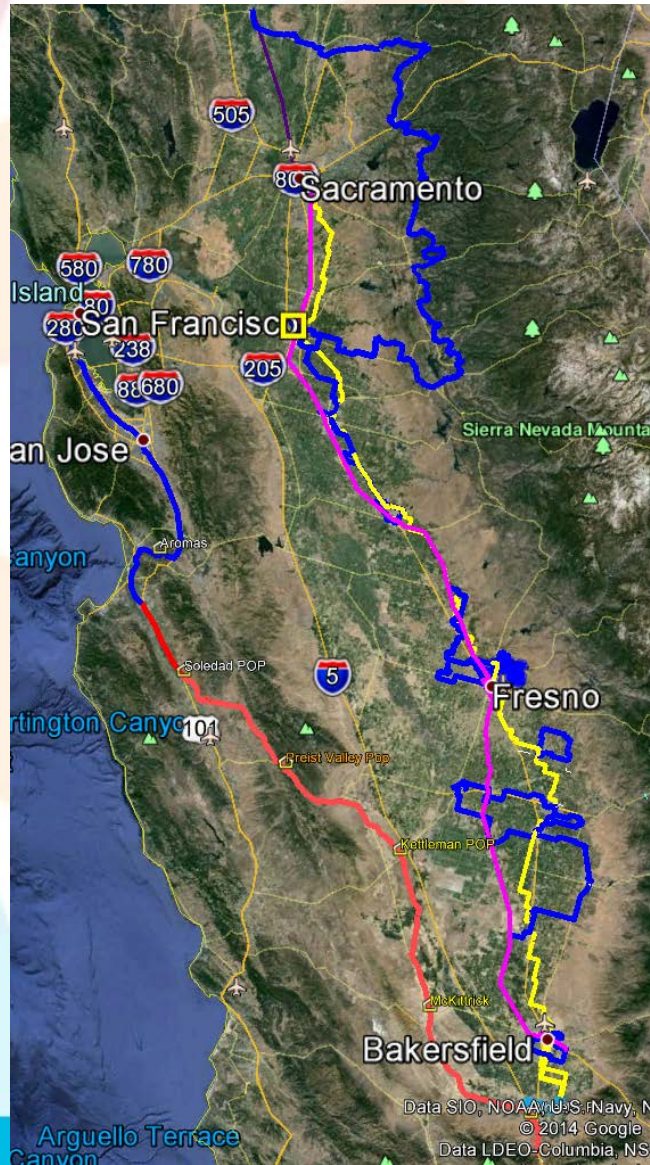 505
80
Sacramento
580
780
Island
80
280
San Francisco
238
205
880
680
Sierra Nevada Mounta
an Jose
Aromas
anyon
Soledad POP
5
Fresno
rtington Canyo
101
Preist Valley Pop
Kettleman POP
McKittrick
Bakersfield
Data SIO, NOAA, U.S. Navy, N
© 2014 Google
Arguello Terrace
Data LDEO-Columbia, NS
Canyon